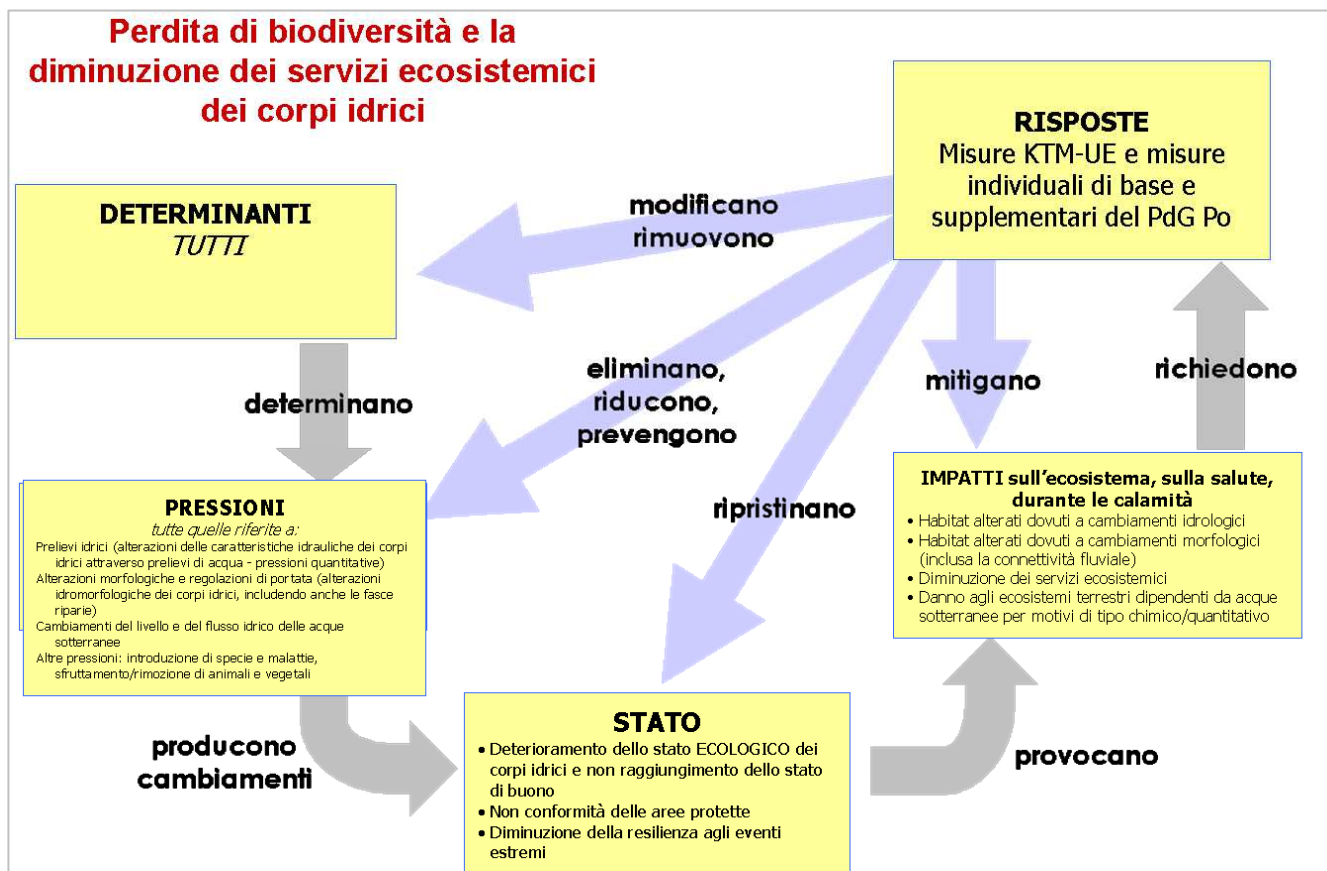 Perdita di biodiversità e la
diminuzione dei servizi ecosistemici
dei corpi idrici
RISPOSTE
Misure KTM-UE e misure
individuali di base e
supplementari del PdG Po
DETERMINANTI
TUTTI
modificano
rimuovono
determinano
eliminano,
riducono,
prevengono
mitigano
richiedono
ripristinano
PRESSIONI
tutte quelle riferite a:
Prelievi idrici (alterazioni delle caratteristiche idrauliche dei corpi
idrici attraverso prelievi di acqua - pressioni quantitative)
Alterazioni morfologiche e regolazioni di portata (alterazioni
idromorfologiche dei corpi idrici, includendo anche le fasce
riparie)
Cambiamenti del livello e del flusso idrico delle acque
sotterranee
Altre pressioni: introduzione di specie e malattie,
sfruttamento/rimozione di animali e vegetali
IMPATTI sull'ecosistema, sulla salute,
durante le calamità
• Habitat alterati dovuti a cambiamenti idrologici
• Habitat alterati dovuti a cambiamenti morfologici
(inclusa la connettività fluviale)
• Diminuzione dei servizi ecosistemici
• Danno agli ecosistemi terrestri dipendenti da acque
sotterranee per motivi di tipo chimico/quantitativo
producono
cambiamenti
STATO
• Deterioramento dello stato ECOLOGICO dei
corpi idrici e non raggiungimento dello stato
di buono
• Non conformità delle aree protette
• Diminuzione della resilienza agli eventi
estremi
provocano